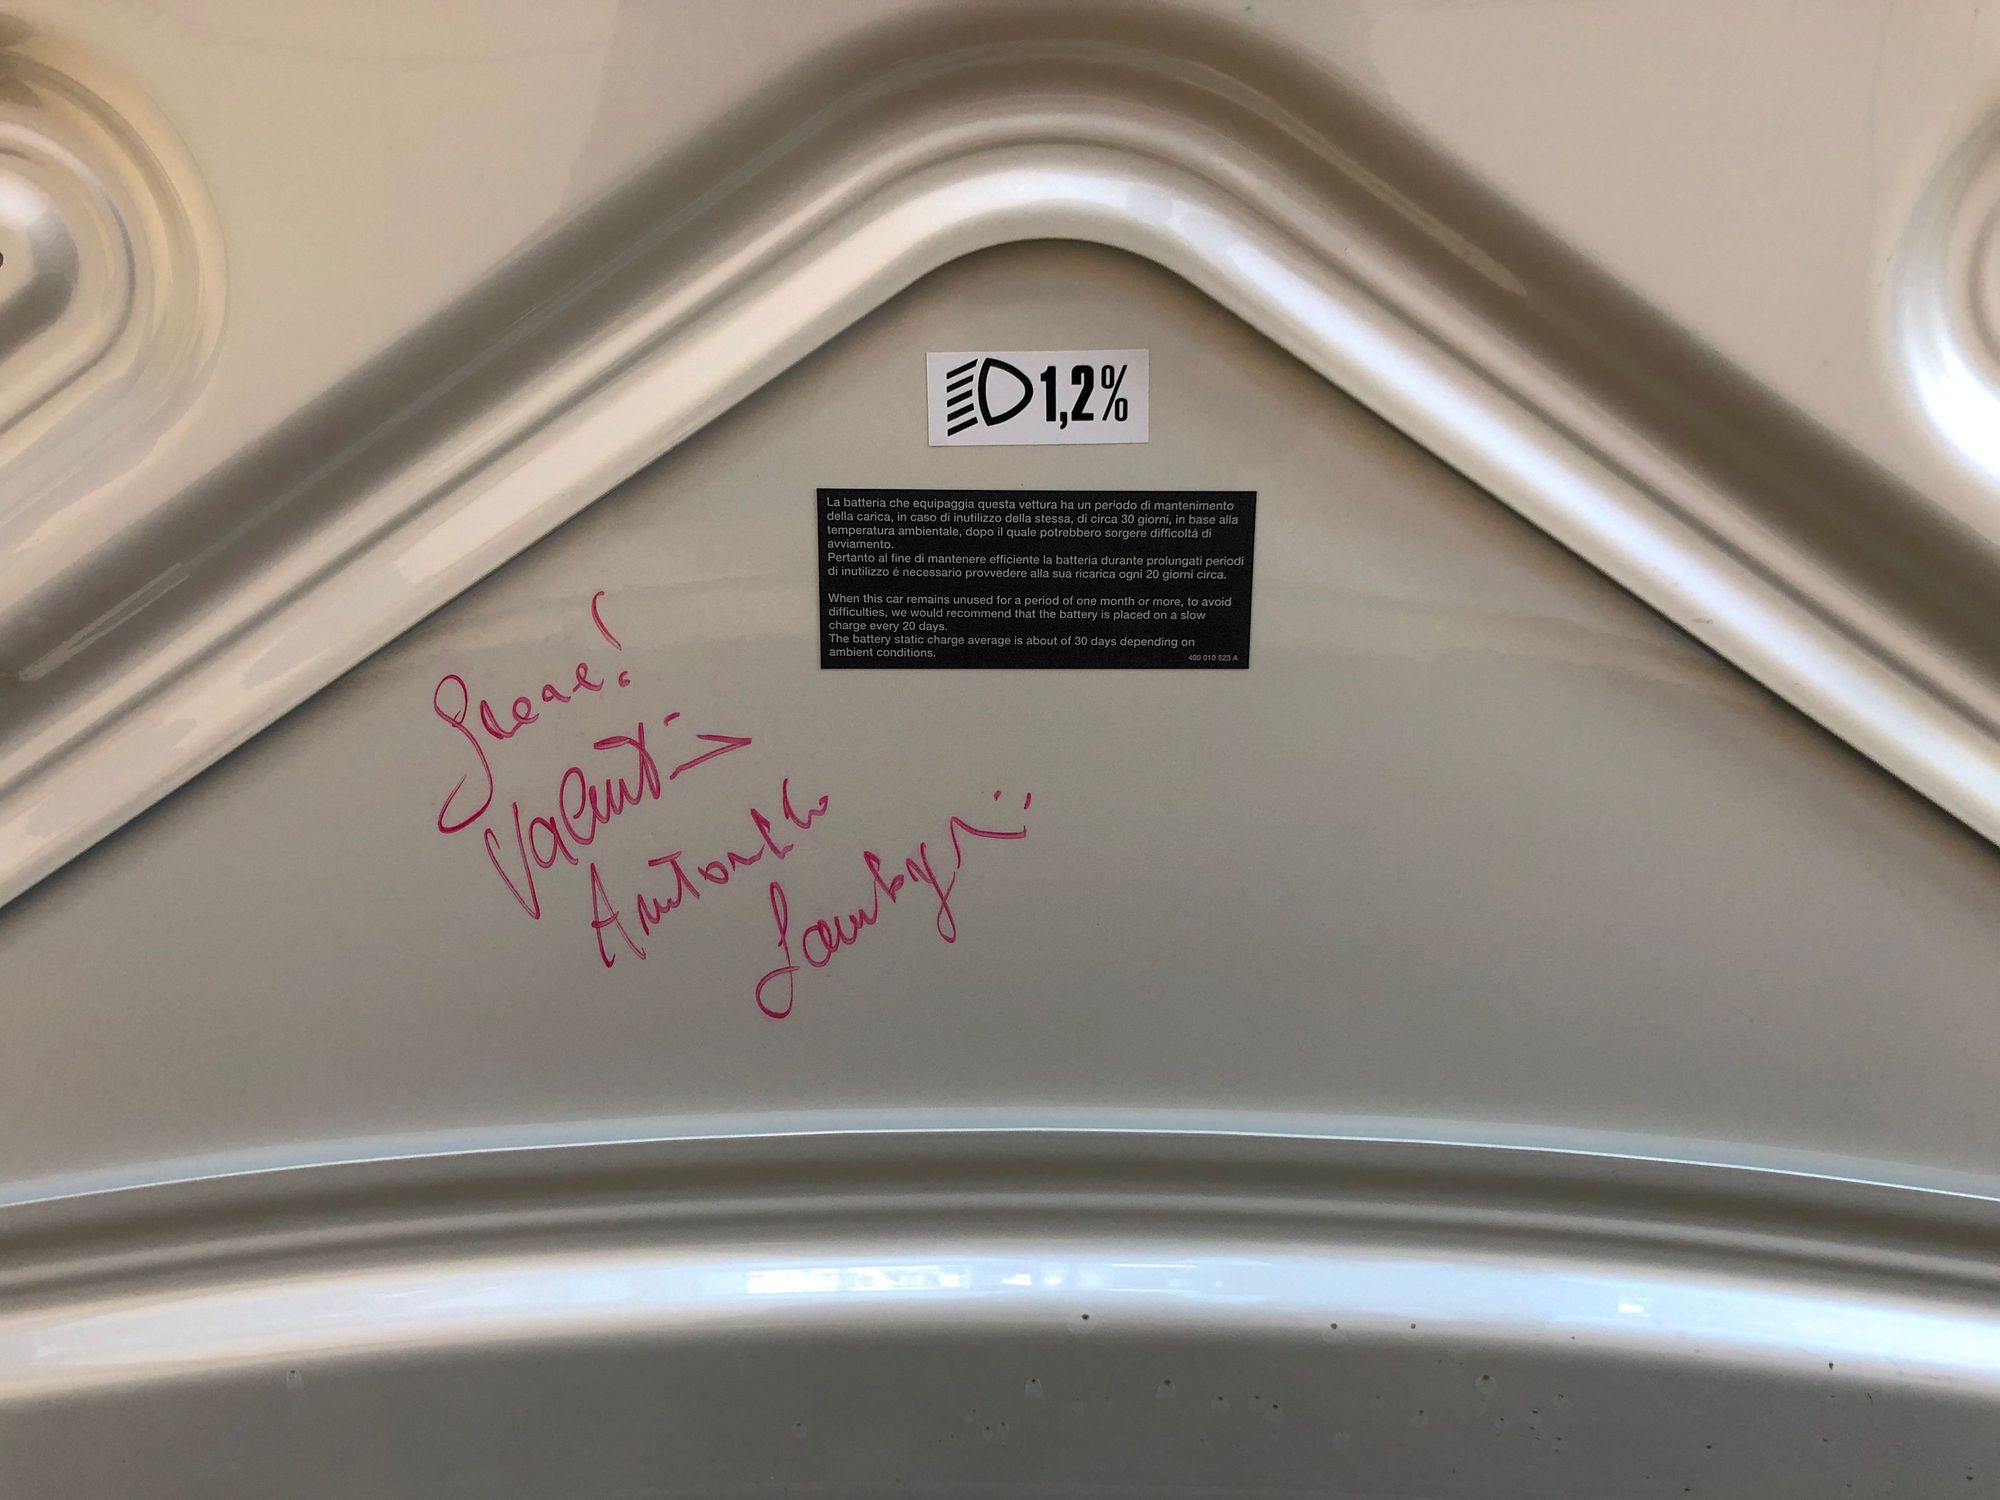 1,2%
La batteria che equipaggia questa vettura ha un periodo di mantenimento
della carica, in caso di inutilizzo della stessa, di circa 30 giorni, in base alla
temperatura ambientale, dopo il quale potrebbero sorgere difficoltá di
avviamento.
Pertanto al fine di mantenere efficiente la batteria durante prolungati periodi
di inutilizzo é necessario provvedere alla sua ricarica ogni 20 giorni circa.
When this car remains unused for a period of one month or more, to avoid
difficulties, we would recommend that the battery is placed on a slow
charge every 20 days.
The battery static charge average is about of 30 days depending on
ambient conditions.
400 010 523 A